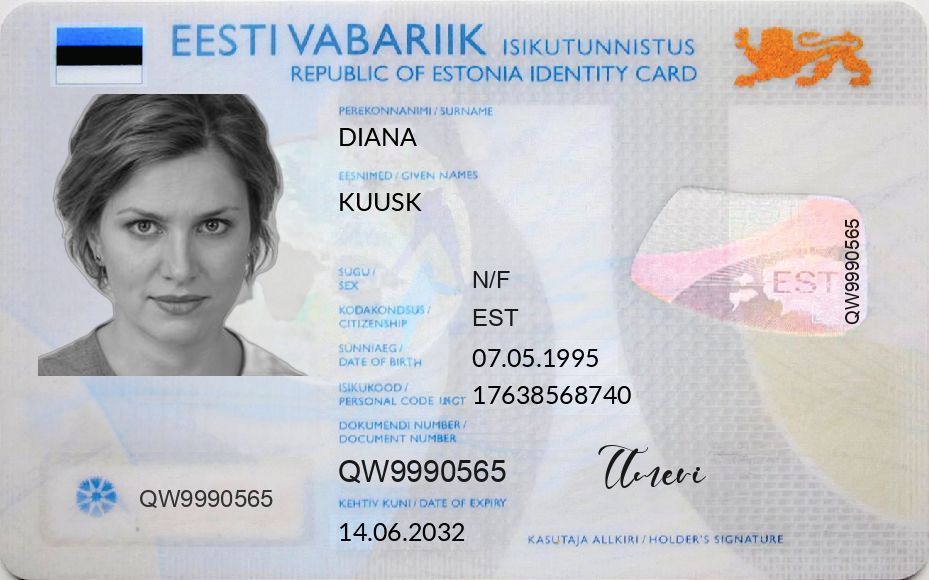 EESTI VABARIIK ISIKUTUNNISTUS
REPUBLIC OF ESTONIA IDENTITY CARD
PEREKONNANIMI / SURNAME
DIANA
EESNIMED / GIVEN NAMES
KUUSK
SUGU /
SEX
N/F
KODAKONDSUS /
CITIZENSHIP
EST
SÜNNIAEG /
DATE OF BIRTH
07.05.1995
ISIKUKOOD /
PERSONAL CODE
17638568740
DOKUMENDI NUMBER /
DOCUMENT NUMBER
QW9990565
KEHTIV KUNI / DATE OF EXPIRY
14.06.2032
QW9990565
EST
QW9990565
KASUTAJA ALLKIRI / HOLDER'S SIGNATURE